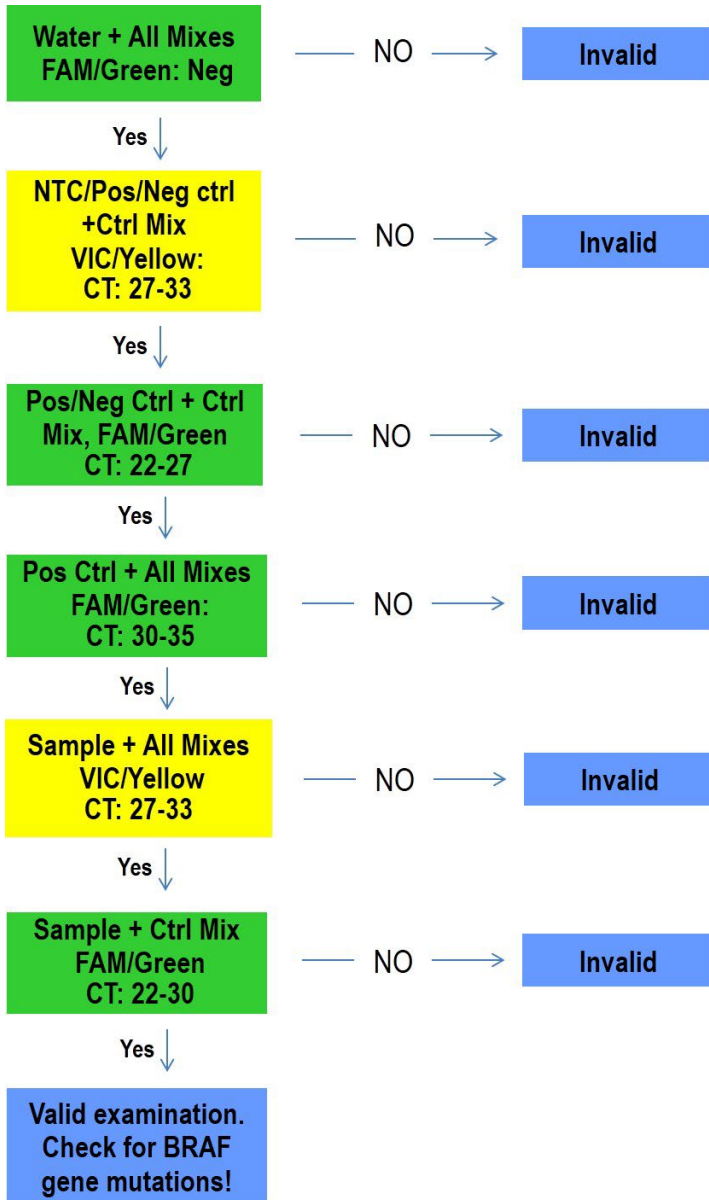 Water + All Mixes
FAM/Green: Neg
NO
Invalid
Yes
NTC/Pos/Neg ctrl
+Ctrl Mix
VIC/Yellow:
CT: 27-33
NO
Invalid
Yes
Pos/Neg Ctrl + Ctrl
Mix, FAM/Green
CT: 22-27
NO
Invalid
Yes
Pos Ctrl + All Mixes
FAM/Green:
CT: 30-35
NO
Invalid
Yes
Sample + All Mixes
VIC/Yellow
CT: 27-33
NO
Invalid
Yes
Sample + Ctrl Mix
FAM/Green
CT: 22-30
NO
Invalid
Yes
Valid examination.
Check for BRAF
gene mutations!